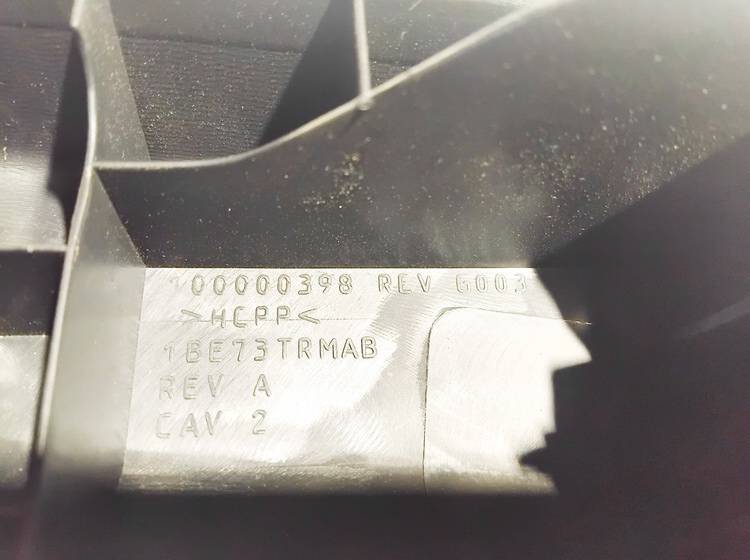 100000398 REV G003
>HCPP<
1BE73TRMAB
REV A
CAV 2